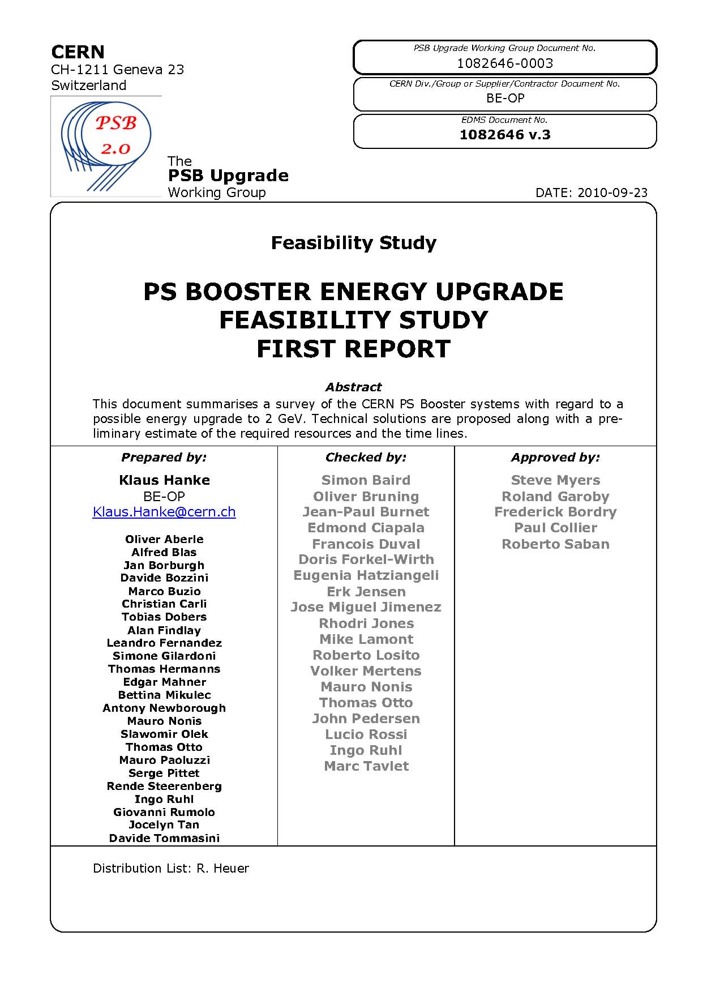 CERN
CH-1211 Geneva 23
Switzerland
PSB
2.0
The
PSB Upgrade
Working Group
PSB Upgrade Working Group Document No.
1082646-0003
CERN Div./Group or Supplier/Contractor Document No.
BE-OP
EDMS Document No.
1082646 v.3
DATE: 2010-09-23
Feasibility Study
PS BOOSTER ENERGY UPGRADE
FEASIBILITY STUDY
FIRST REPORT
Abstract
This document summarises a survey of the CERN PS Booster systems with regard to a
possible energy upgrade to 2 GeV. Technical solutions are proposed along with a pre-
liminary estimate of the required resources and the time lines.
Prepared by:
Klaus Hanke
BE-OP
Klaus.Hanke@cern.ch
Oliver Aberle
Alfred Blas
Jan Borburgh
Davide Bozzini
Marco Buzio
Christian Carli
Tobias Dobers
Alan Findlay
Leandro Fernandez
Simone Gilardoni
Thomas Hermanns
Edgar Mahner
Bettina Mikulec
Antony Newborough
Mauro Nonis
Slawomir Olek
Thomas Otto
Mauro Paoluzzi
Serge Pittet
Rende Steerenberg
Ingo Ruhl
Giovanni Rumolo
Jocelyn Tan
Davide Tommasini
Checked by:
Simon Baird
Oliver Bruning
Jean-Paul Burnet
Edmond Ciapala
Francois Duval
Doris Forkel-Wirth
Eugenia Hatziangeli
Erk Jensen
Jose Miguel Jimenez
Rhodri Jones
Mike Lamont
Roberto Losito
Volker Mertens
Mauro Nonis
Thomas Otto
John Pedersen
Lucio Rossi
Ingo Ruhl
Marc Tavlet
Approved by:
Steve Myers
Roland Garoby
Frederick Bordry
Paul Collier
Roberto Saban
Distribution List: R. Heuer